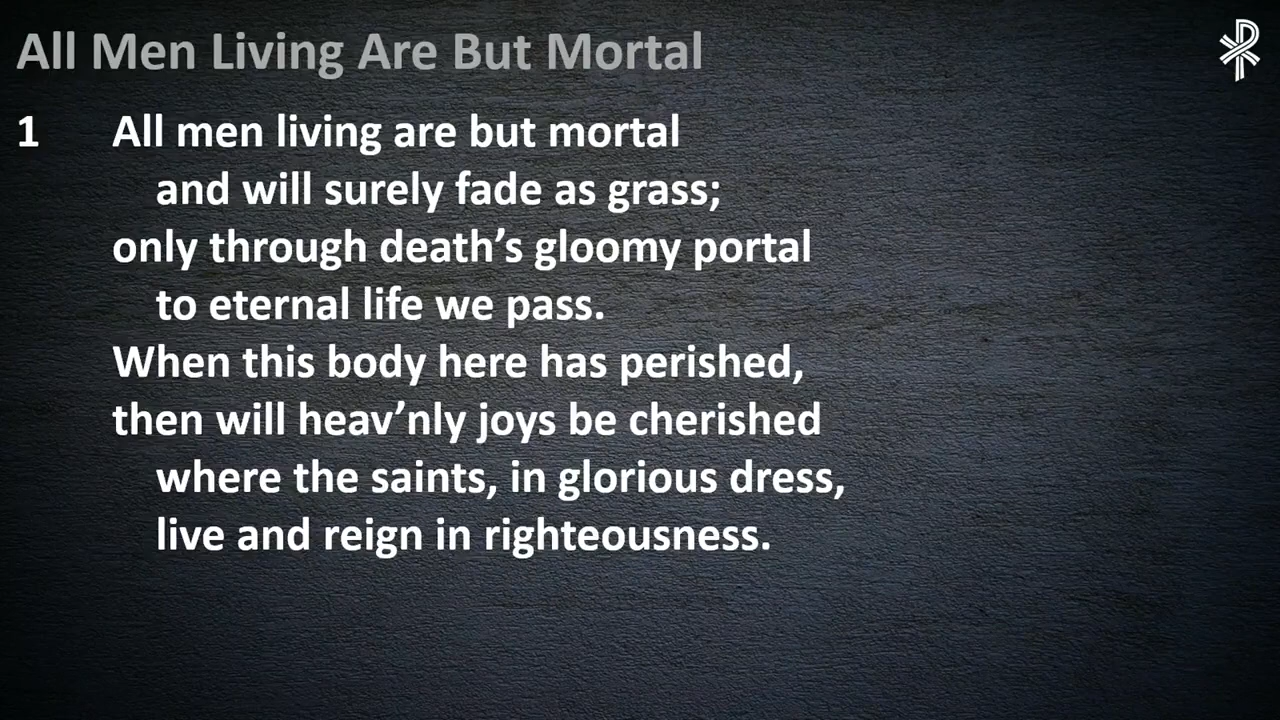 All Men Living Are But Mortal
1 All men living are but mortal
and will surely fade as grass;
only through death’s gloomy portal
to eternal life we pass.
When this body here has perished,
then will heav’nly joys be cherished
where the saints, in glorious dress,
live and reign in righteousness.